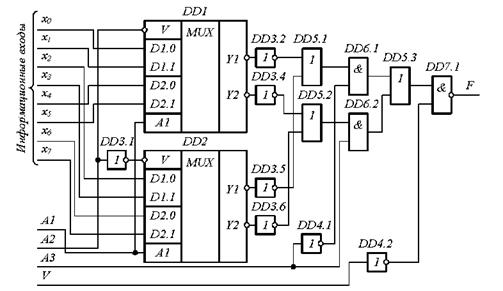 DD1
DD3.2
DD5.1
DD6.1
DD5.3
DD7.1
Информационные входы
x0
x1
x2
x3
x4
x5
x6
x7
V
MUX
D1.0
D1.1
D2.0
D2.1
A1
Y1
Y2
1
DD3.4
1
1
DD5.2
1
&
DD6.2
&
1
&
F
DD2
DD3.1
1
V
MUX
D1.0
D1.1
D2.0
D2.1
A1
Y1
Y2
DD3.5
1
DD3.6
1
DD4.1
1
DD4.2
1
A1
A2
A3
V